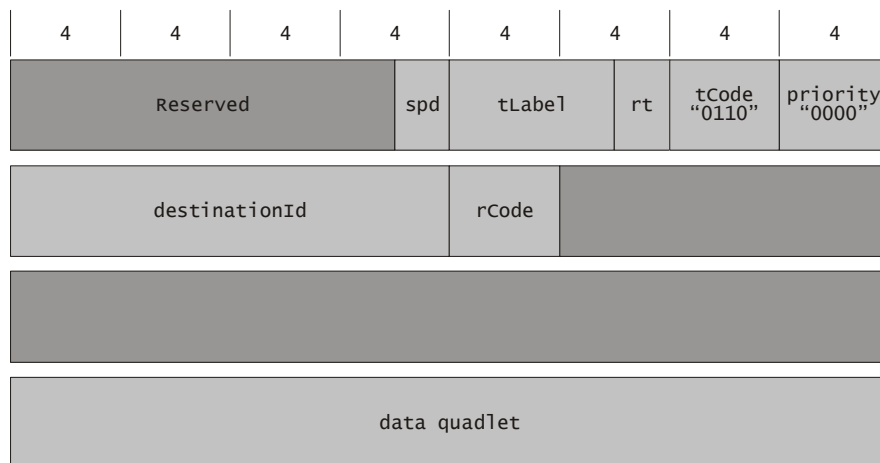 4 4 4 4 4 4 4 4
Reserved spd tLabel rt tCode priority
“0110” “0000”
destinationId rCode
data quadlet